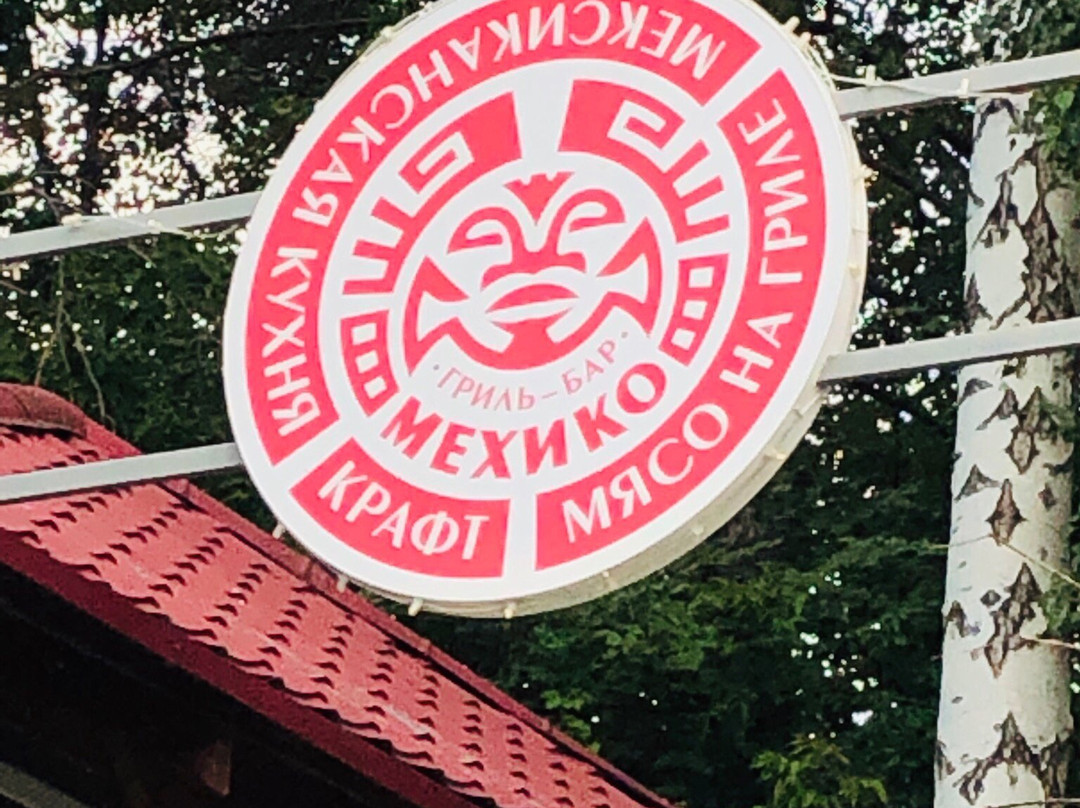 МЕКСИКАНСКАЯ КУХНЯ
КРАФТ
МЯСО НА ГРИЛЕ
·ГРИЛЬ–БАР·
МЕХИКО